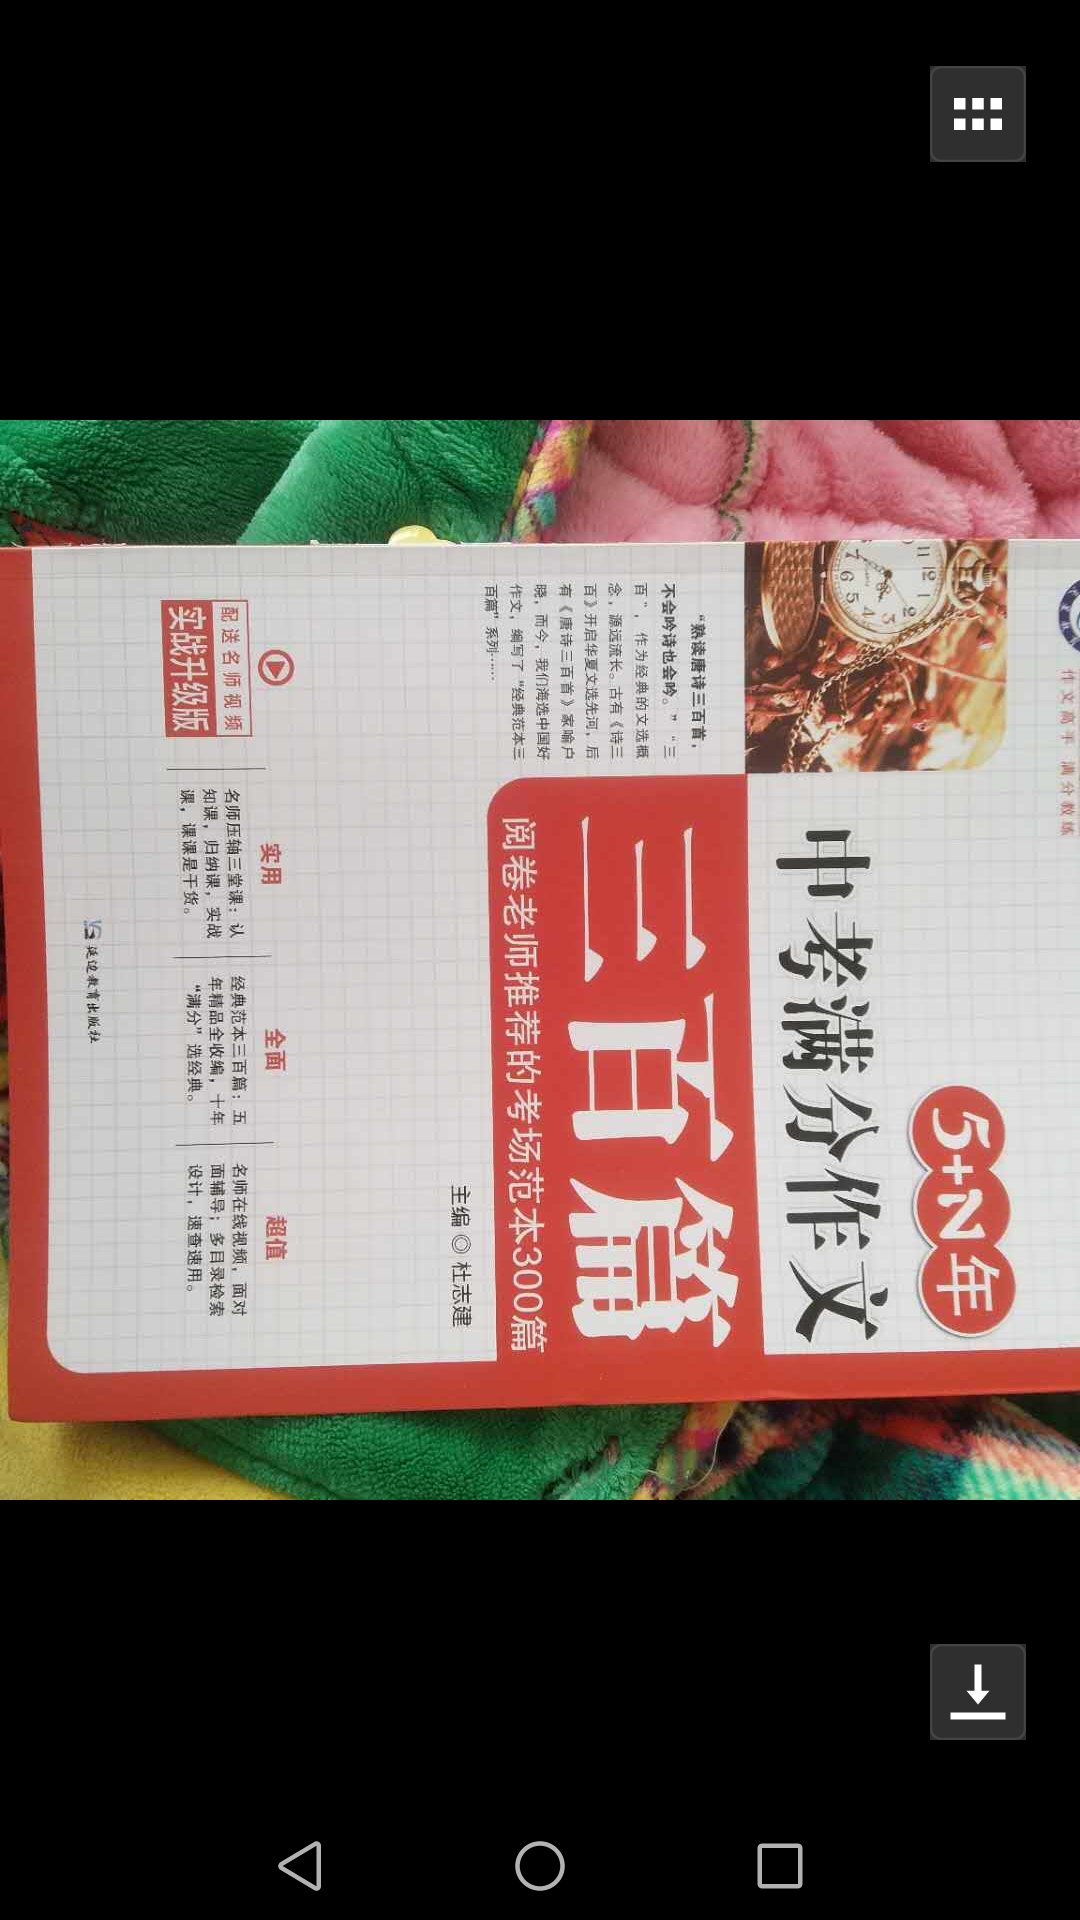 作文高手 满分教练
5+N年
中考满分作文
三百篇
阅卷老师推荐的考场范本300篇
“熟读唐诗三百首，
不会吟诗也会吟。”“三
百”，作为经典的文选概
念，源远流长。古有《诗三
百》开启华夏文选先河，后
有《唐诗三百首》家喻户
晓，而今，我们海选中国好
作文，编写了“经典范本三
百篇”系列……
主编◎杜志建
配送名师视频
实战升级版
实用
名师压轴三堂课：认
知课，归纳课，实战
课，课课是干货。
全面
经典范本三百篇：五
年精品全收编，十年
“满分”选经典。
超值
名师在线视频，面对
面辅导；多目录检索
设计，速查速用。
延边教育出版社